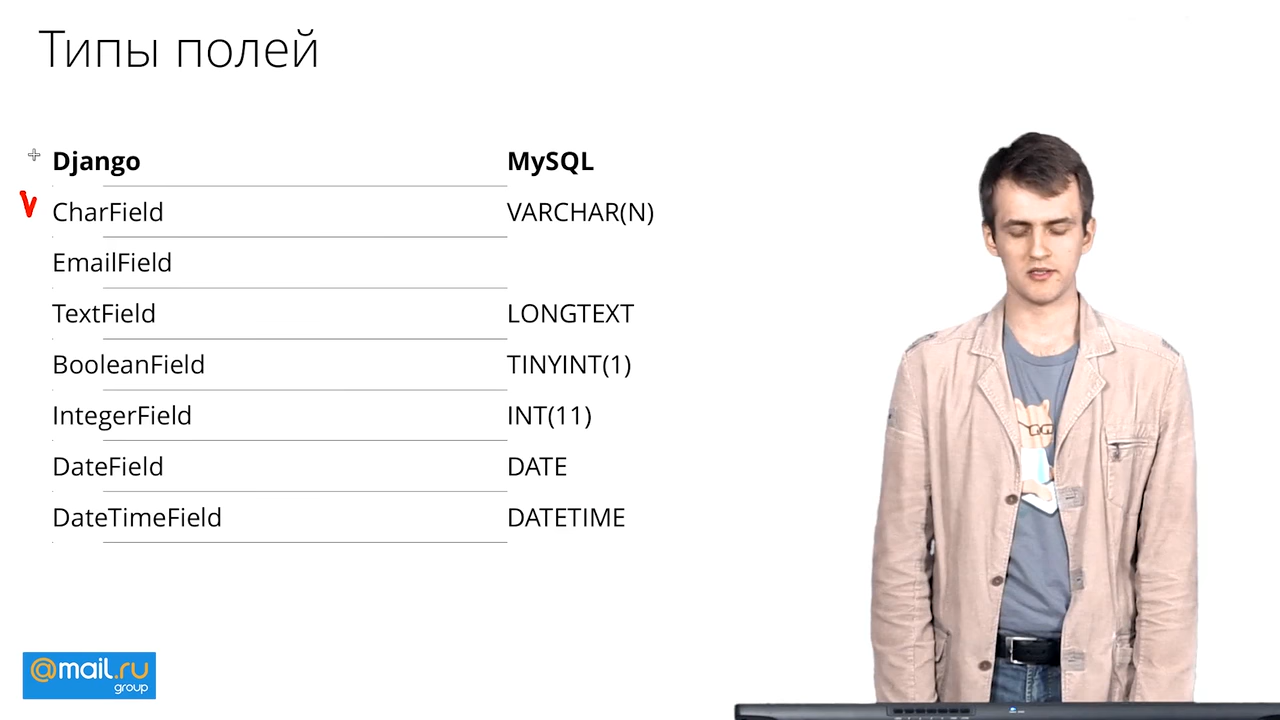 Типы полей
Django MySQL
CharField VARCHAR(N)
EmailField
TextField LONGTEXT
BooleanField TINYINT(1)
IntegerField INT(11)
DateField DATE
DateTimeField DATETIME
@mail.ru
group